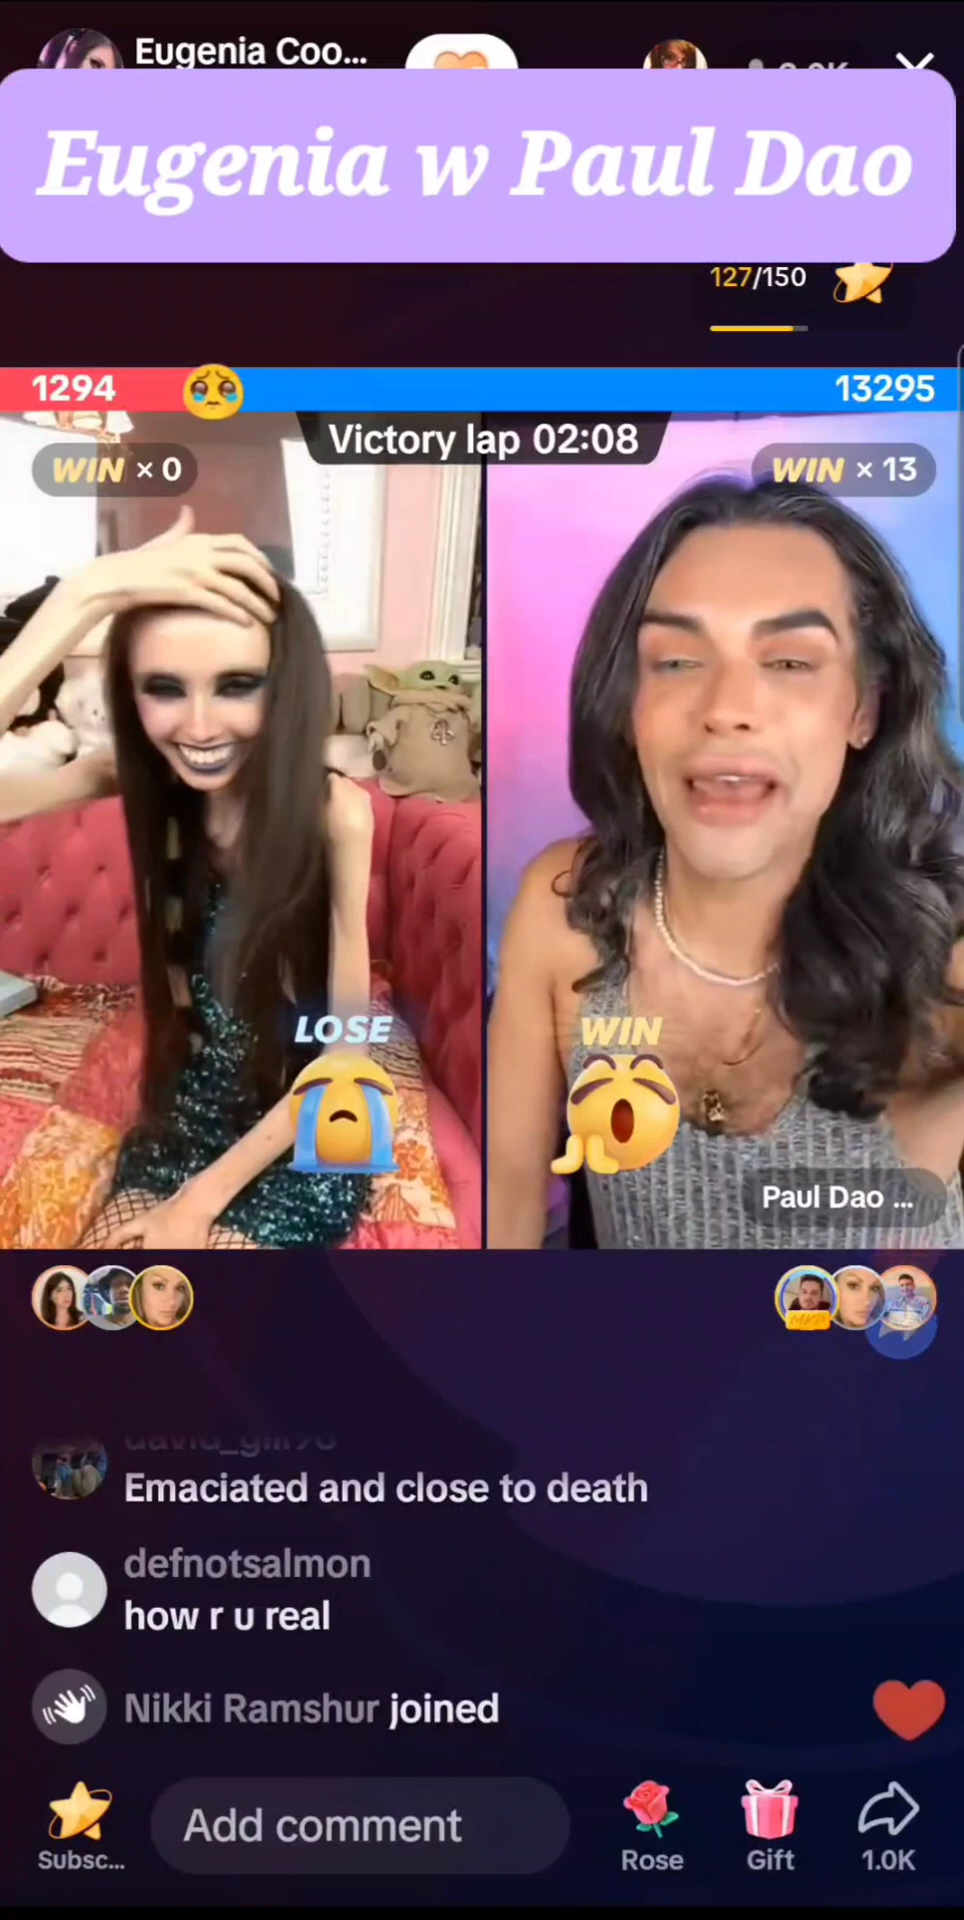 Eugenia Coo...
Eugenia w Paul Dao
127/150
1294
13295
Victory lap 02:08
WIN × 0
WIN × 13
LOSE
WIN
Paul Dao ...
Emaciated and close to death
defnotsalmon
how r u real
Nikki Ramshur joined
Add comment
Subsc...
Rose
Gift
1.0K